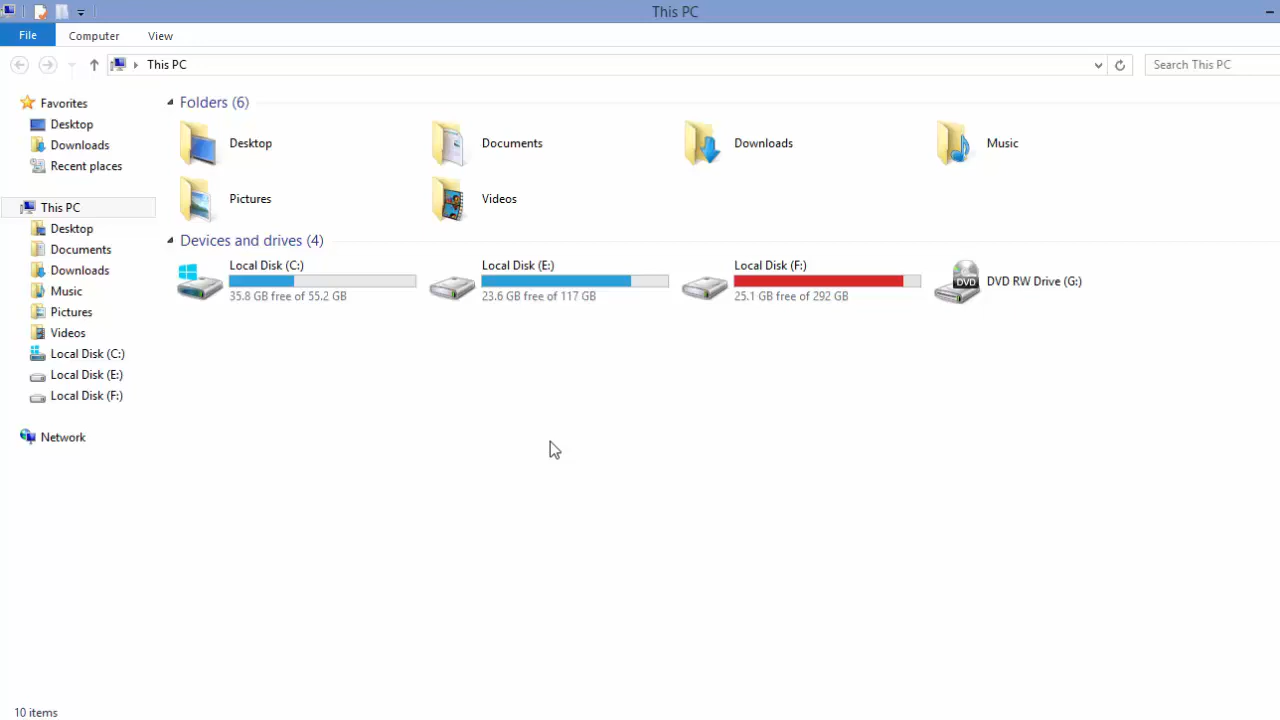 This PC
File
Computer
View
This PC
Search This PC
Favorites
Desktop
Downloads
Recent places
This PC
Desktop
Documents
Downloads
Music
Pictures
Videos
Local Disk (C:)
Local Disk (E:)
Local Disk (F:)
Network
Folders (6)
Desktop
Documents
Downloads
Music
Pictures
Videos
Devices and drives (4)
Local Disk (C:)
35.8 GB free of 55.2 GB
Local Disk (E:)
23.6 GB free of 117 GB
Local Disk (F:)
25.1 GB free of 292 GB
DVD
DVD RW Drive (G:)
10 items